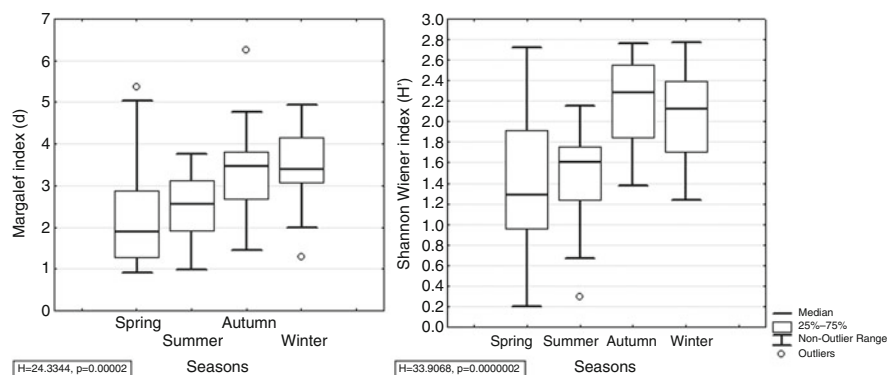 7
6
5
4
3
2
1
0
Margalef index (d)
Spring
Summer
Autumn
Winter
Seasons
H=24.3344, p=0.00002
3.0
2.8
2.6
2.4
2.2
2.0
1.8
1.6
1.4
1.2
1.0
0.8
0.6
0.4
0.2
0.0
Shannon Wiener index (H')
Spring Summer Autumn Winter
Seasons
H=33.9068, p=0.0000002
Median
25%–75%
Non-Outlier Range
Outliers